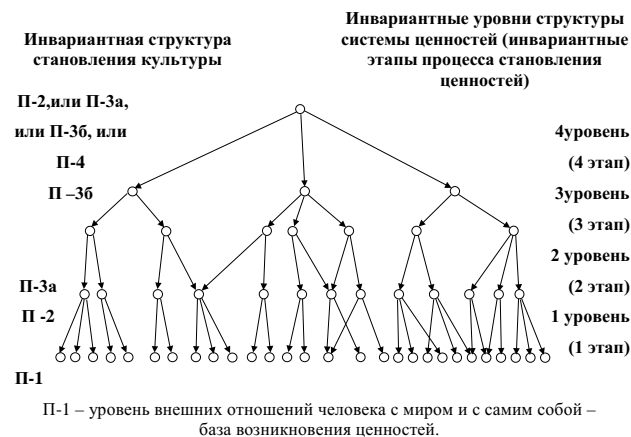 Инвариантная структура
становления культуры
Инвариантные уровни структуры
системы ценностей (инвариантные
этапы процесса становления
ценностей)
П-2,или П-3а,
или П-3б, или
П-4
П –3б
П-3а
П -2
П-1
4уровень
(4 этап)
3уровень
(3 этап)
2 уровень
(2 этап)
1 уровень
(1 этап)
П-1 – уровень внешних отношений человека с миром и с самим собой –
база возникновения ценностей.